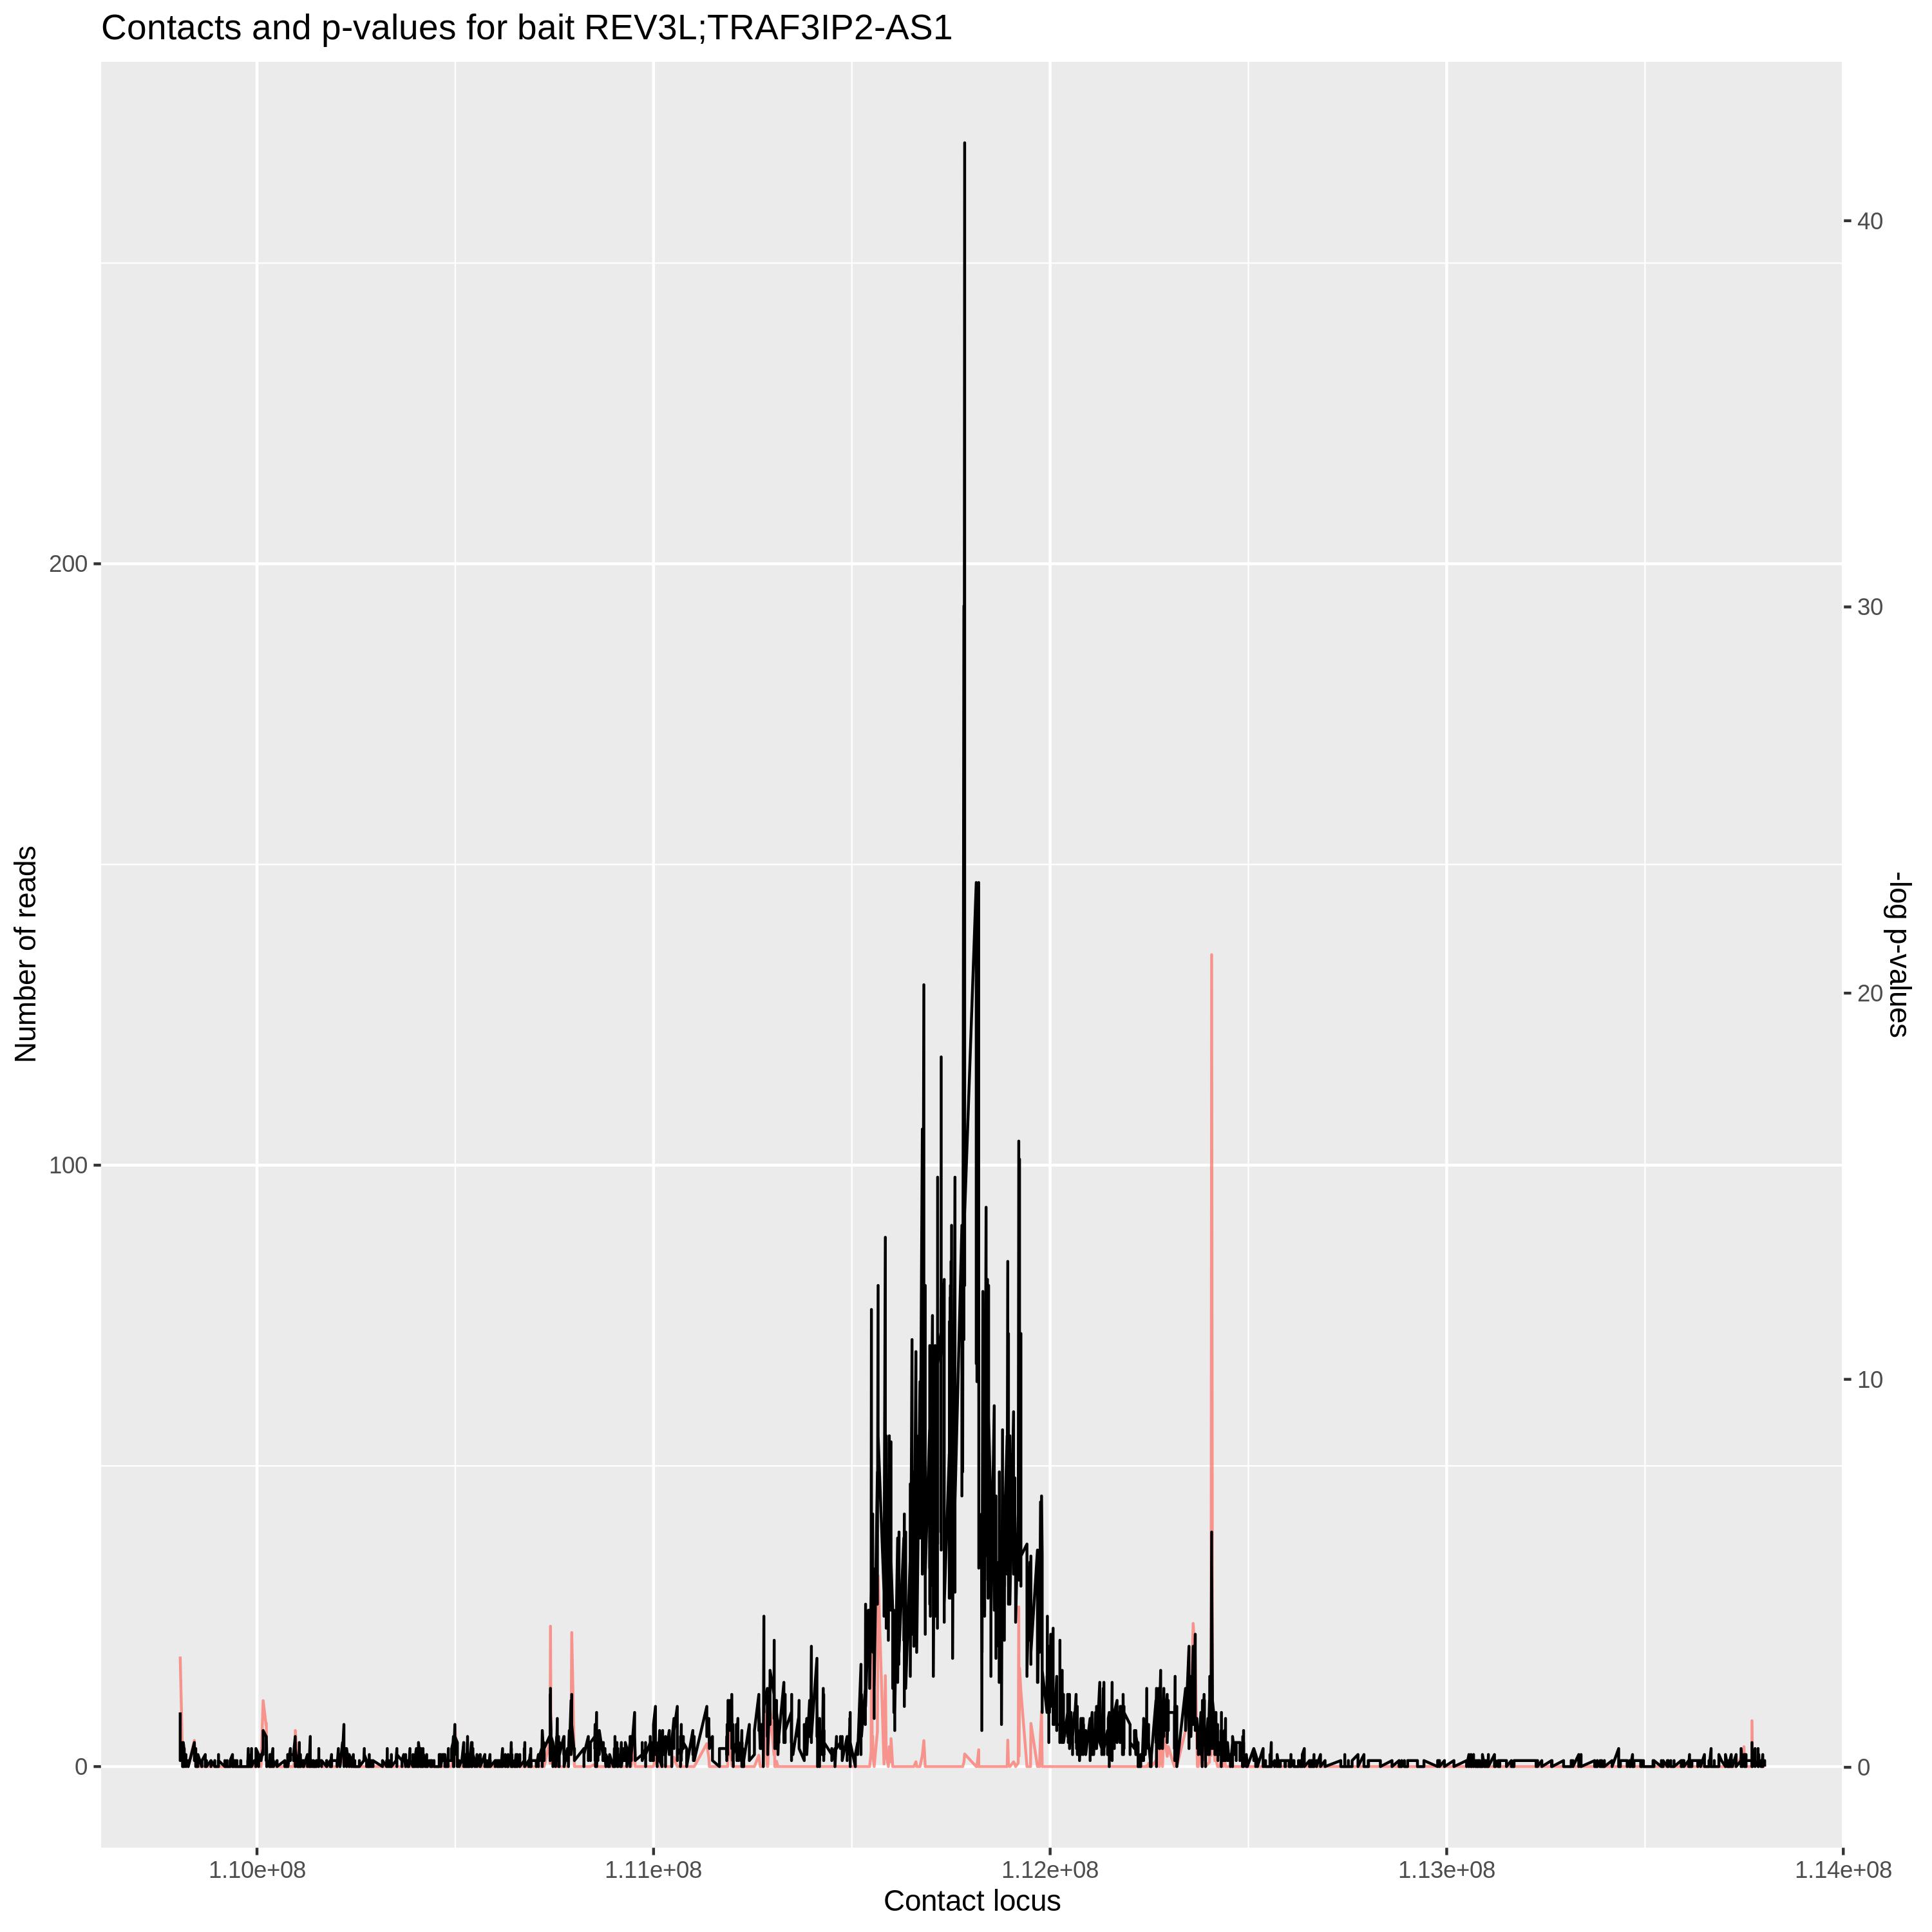 Contacts and p-values for bait REV3L;TRAF3IP2-AS1
Number of reads
200
100
0
40
30
20
10
0
-log p-values
1.10e+08
1.11e+08
1.12e+08
1.13e+08
1.14e+08
Contact locus